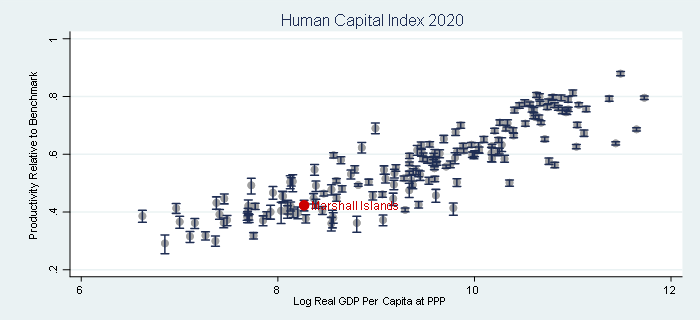 Human Capital Index 2020
Productivity Relative to Benchmark
1
.8
.6
.4
.2
Marshall Islands
6 8 10 12
Log Real GDP Per Capita at PPP